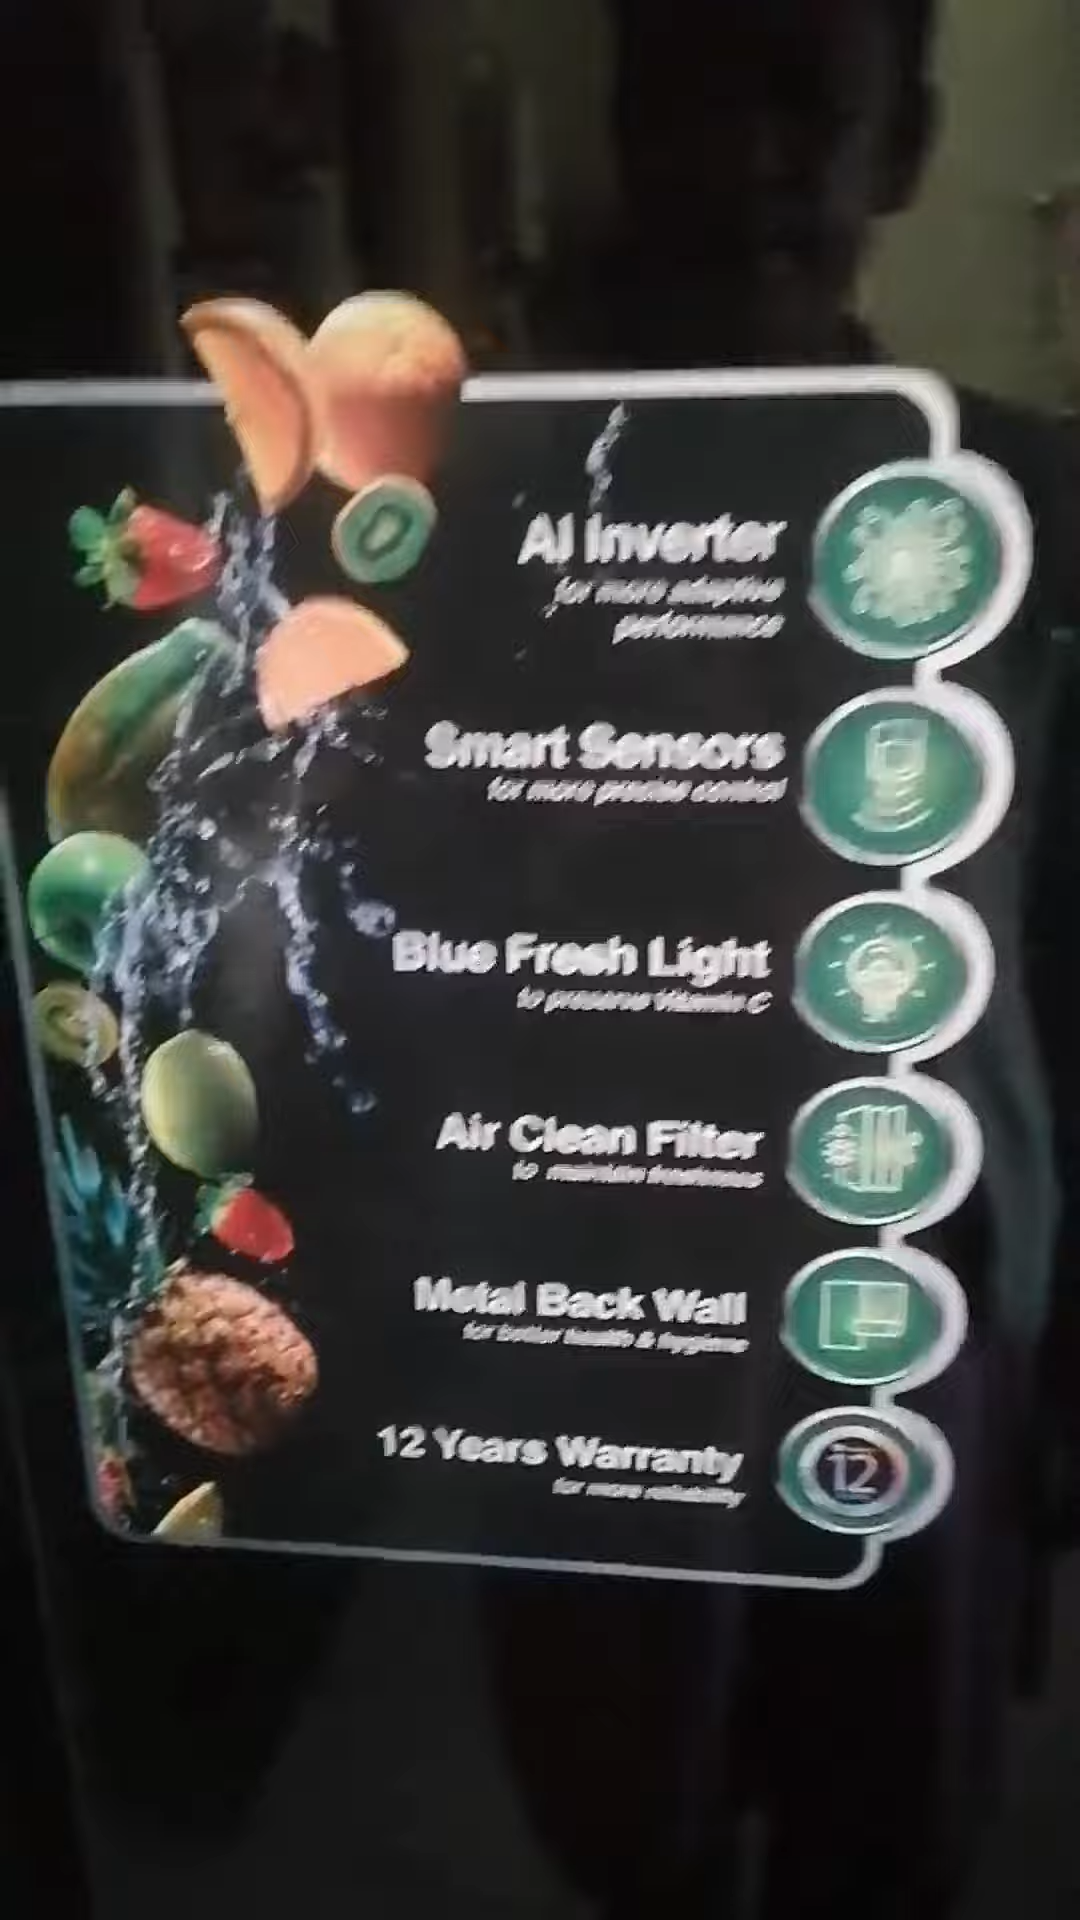 AI Inverter
for more adaptive
performance
Smart Sensors
for more precise control
Blue Fresh Light
to preserve Vitamin C
Air Clean Filter
to maintain freshness
Metal Back Wall
for better health & hygiene
12 Years Warranty
for more reliability
12